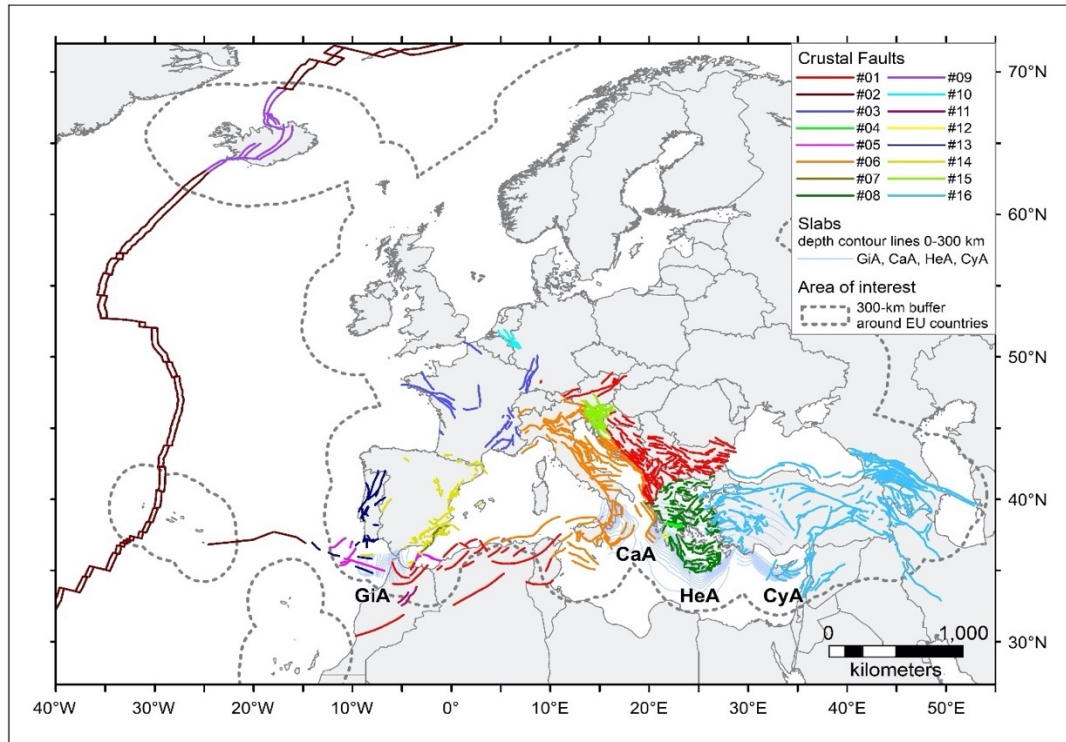 Crustal Faults
#01 #09
#02 #10
#03 #11
#04 #12
#05 #13
#06 #14
#07 #15
#08 #16
Slabs
depth contour lines 0-300 km
GiA, CaA, HeA, CyA
Area of interest
300-km buffer
around EU countries
70°N
60°N
50°N
40°N
30°N
CaA
GiA HeA CyA
0 1,000
kilometers
40°W 30°W 20°W 10°W 0° 10°E 20°E 30°E 40°E 50°E